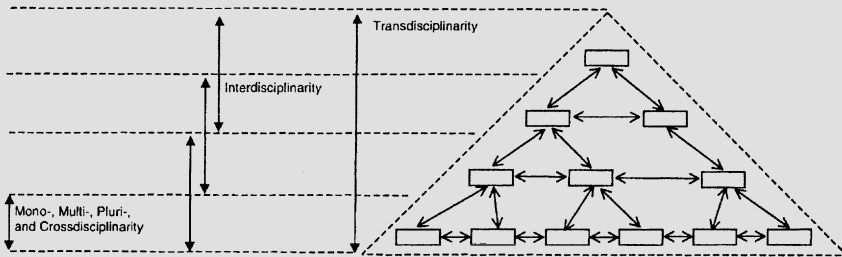 Transdisciplinarity
Interdisciplinarity
Mono-, Multi-, Pluri-,
and Crossdisciplinarity